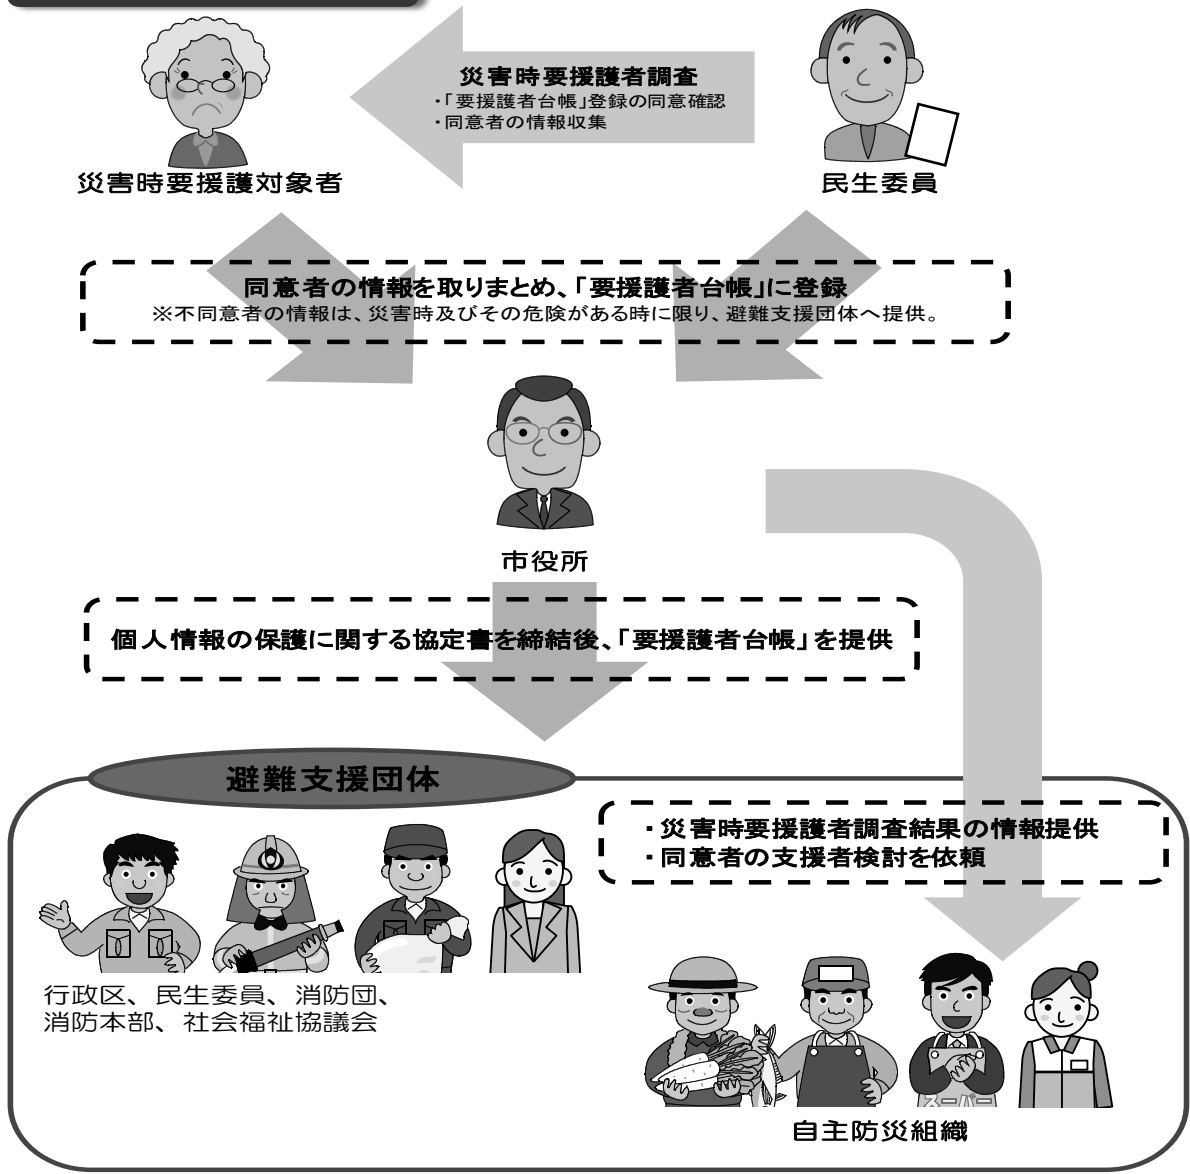 災害時要援護者調査
・「要援護者台帳」登録の同意確認
・同意者の情報収集
災害時要援護対象者
民生委員
同意者の情報を取りまとめ、「要援護者台帳」に登録
※不同意者の情報は、災害時及びその危険がある時に限り、避難支援団体へ提供。
市役所
個人情報の保護に関する協定書を締結後、「要援護者台帳」を提供
避難支援団体
・災害時要援護者調査結果の情報提供
・同意者の支援者検討を依頼
行政区、民生委員、消防団、
消防本部、社会福祉協議会
スーパー
自主防災組織